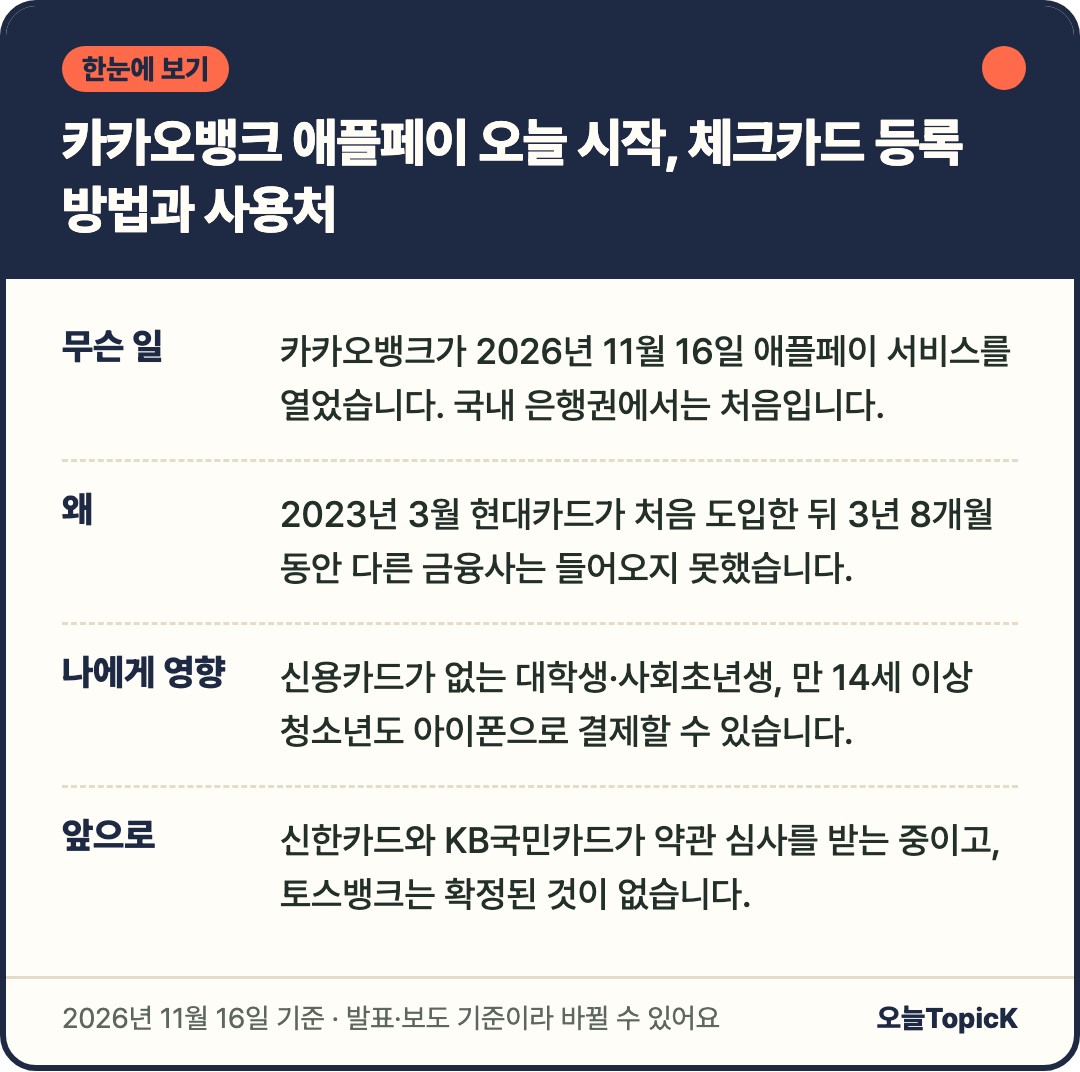 한눈에 보기
카카오뱅크 애플페이 오늘 시작, 체크카드 등록
방법과 사용처
무슨 일
카카오뱅크가 2026년 11월 16일 애플페이 서비스를
열었습니다. 국내 은행권에서는 처음입니다.
왜
2023년 3월 현대카드가 처음 도입한 뒤 3년 8개월
동안 다른 금융사는 들어오지 못했습니다.
나에게 영향
신용카드가 없는 대학생·사회초년생, 만 14세 이상
청소년도 아이폰으로 결제할 수 있습니다.
앞으로
신한카드와 KB국민카드가 약관 심사를 받는 중이고,
토스뱅크는 확정된 것이 없습니다.
2026년 11월 16일 기준 · 발표·보도 기준이라 바뀔 수 있어요
오늘TopicK